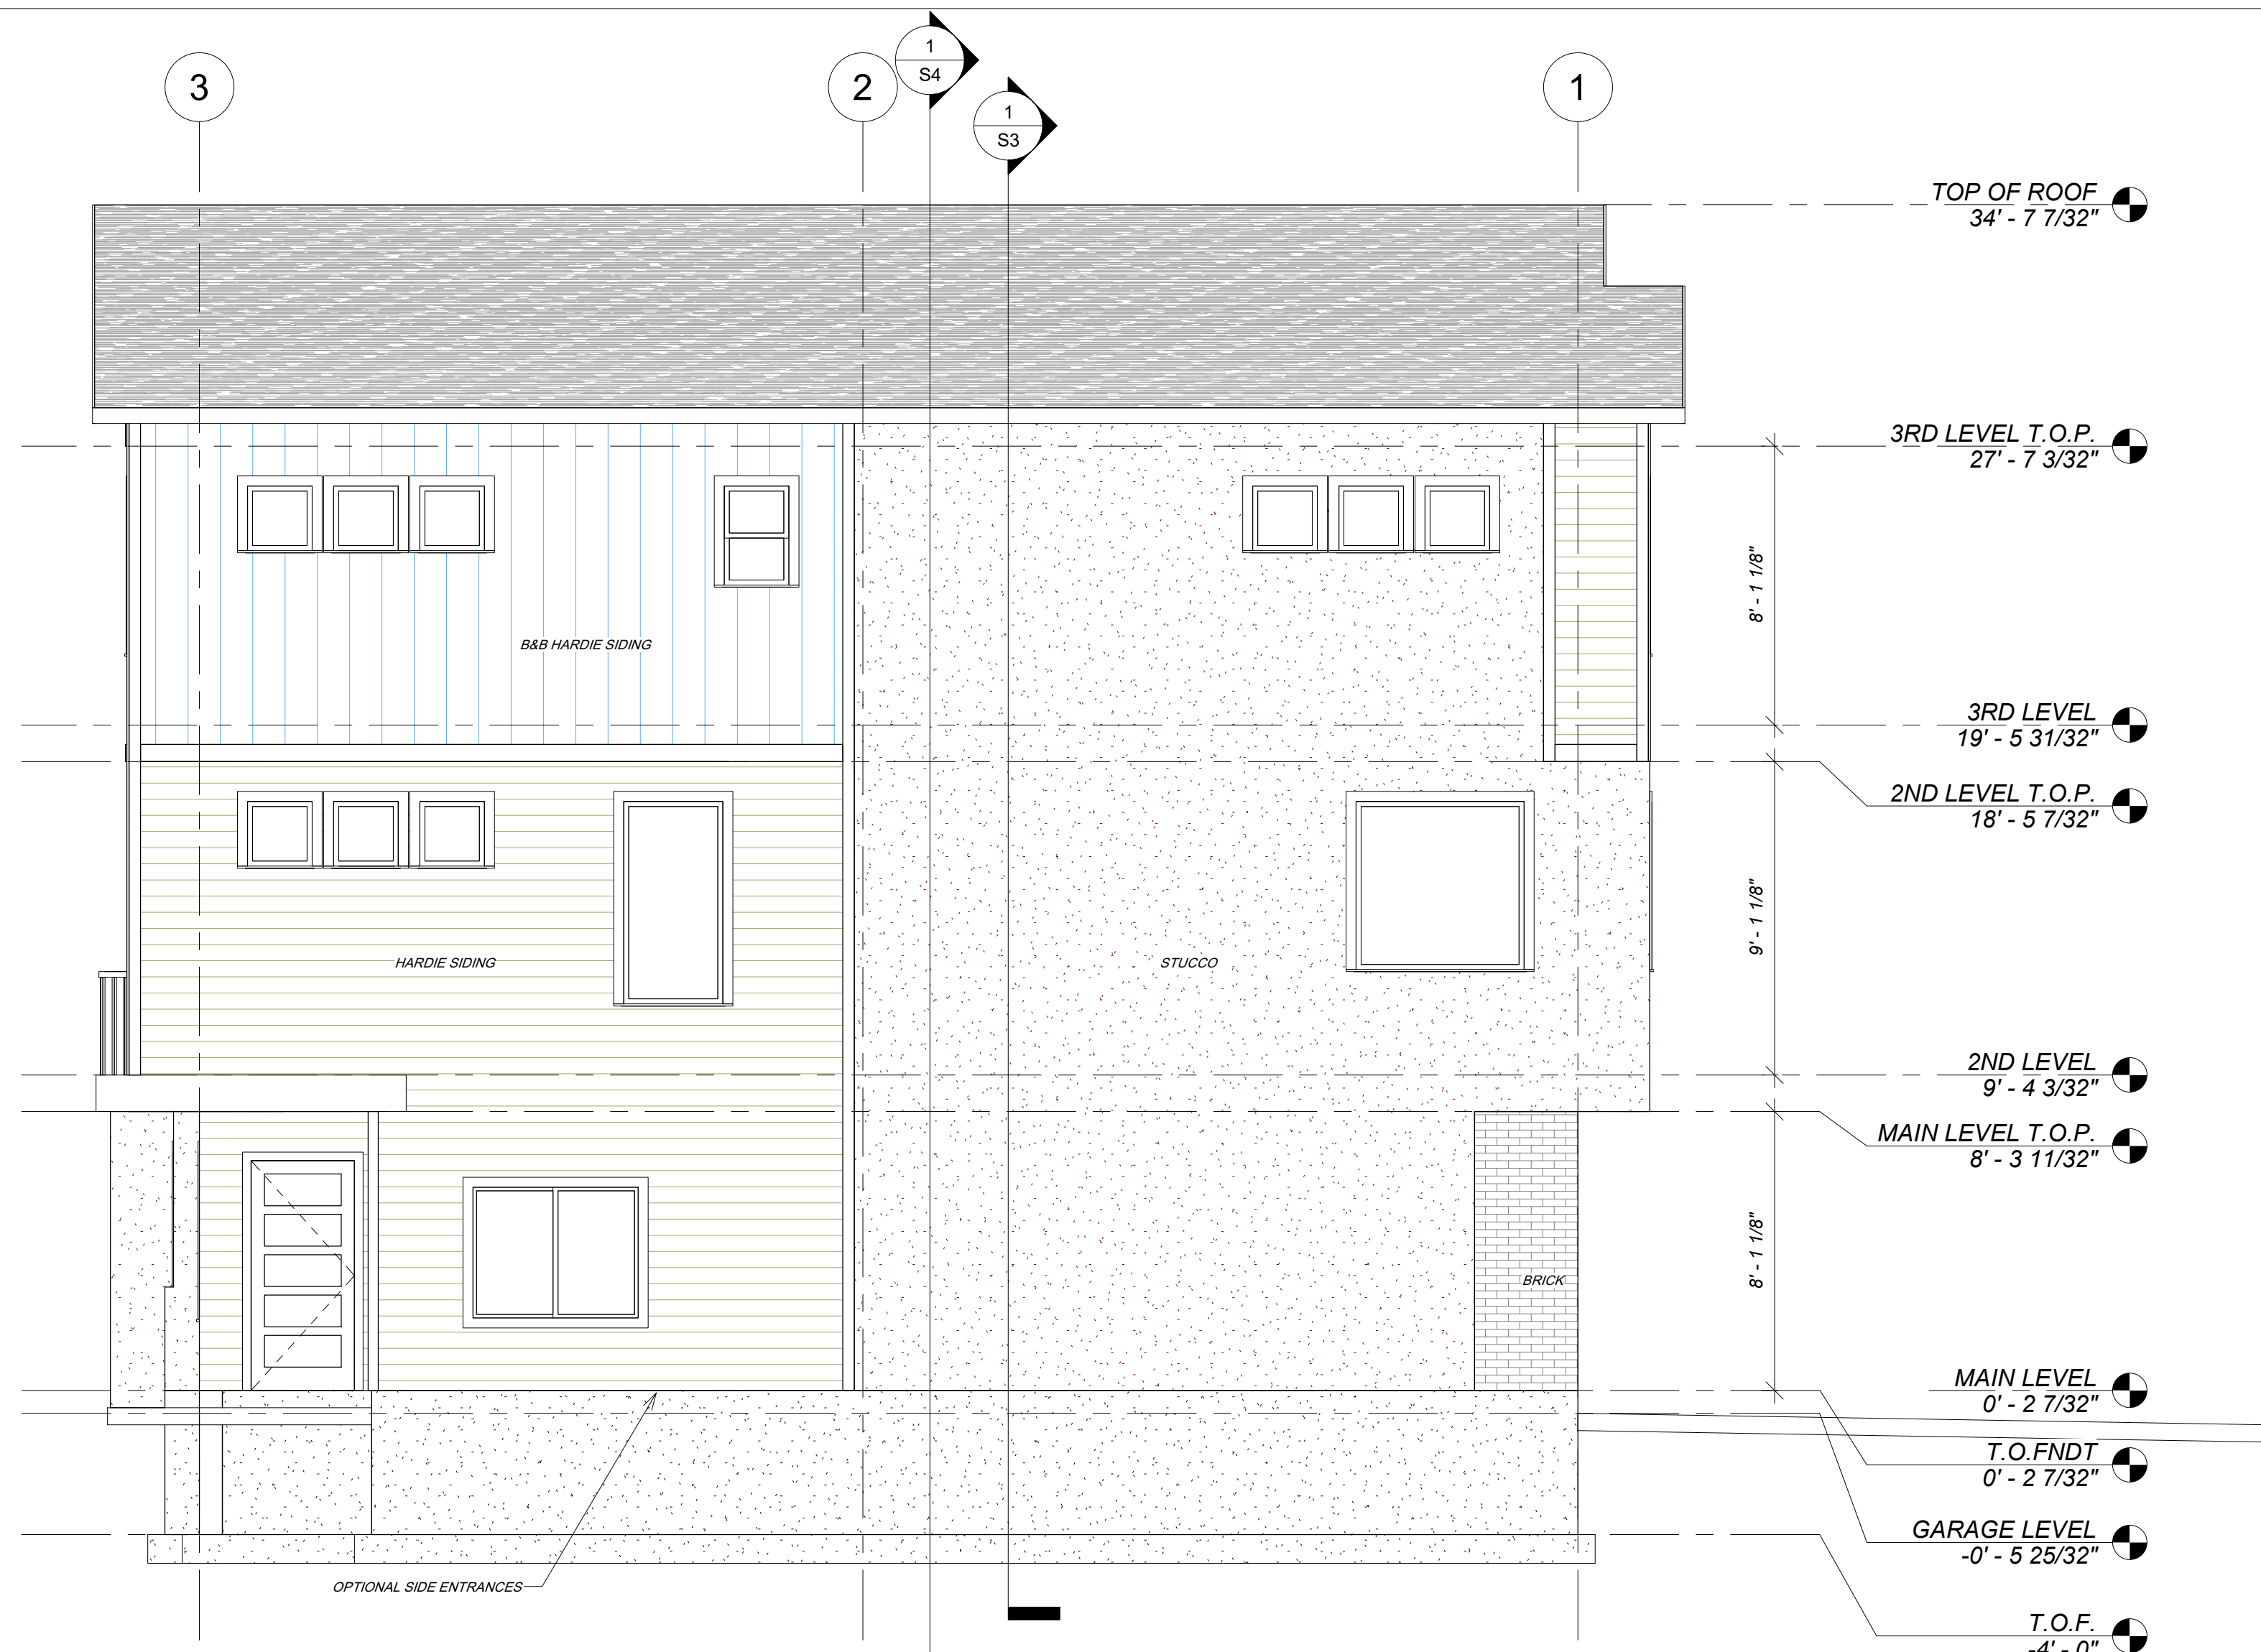 3
2
1
S4
1
S3
1
TOP OF ROOF
34' - 7 7/32"
3RD LEVEL T.O.P.
27' - 7 3/32"
8' - 1 1/8"
B&B HARDIE SIDING
3RD LEVEL
19' - 5 31/32"
2ND LEVEL T.O.P.
18' - 5 7/32"
9' - 1 1/8"
HARDIE SIDING
STUCCO
2ND LEVEL
9' - 4 3/32"
MAIN LEVEL T.O.P.
8' - 3 11/32"
8' - 1 1/8"
BRICK
MAIN LEVEL
0' - 2 7/32"
T.O.FNDT
0' - 2 7/32"
GARAGE LEVEL
-0' - 5 25/32"
OPTIONAL SIDE ENTRANCES
T.O.F.
-4' - 0"